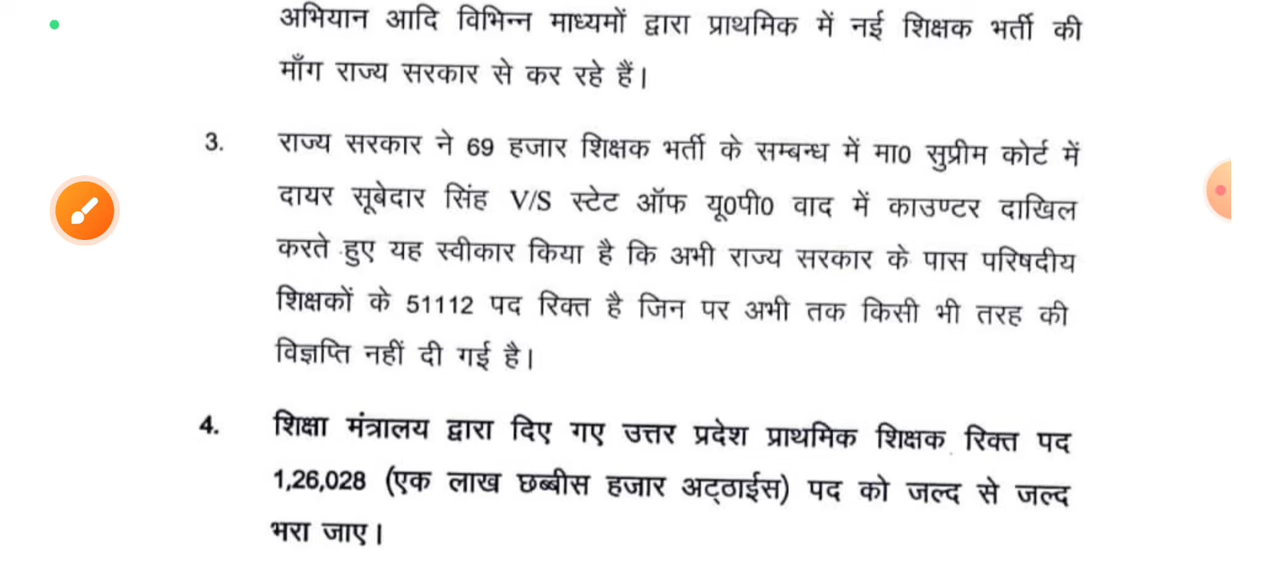 अभियान आदि विभिन्न माध्यमों द्वारा प्राथमिक में नई शिक्षक भर्ती की
माँग राज्य सरकार से कर रहे हैं।
3. राज्य सरकार ने 69 हजार शिक्षक भर्ती के सम्बन्ध में मा0 सुप्रीम कोर्ट में
दायर सूबेदार सिंह V/S स्टेट ऑफ यू0पी0 वाद में काउण्टर दाखिल
करते हुए यह स्वीकार किया है कि अभी राज्य सरकार के पास परिषदीय
शिक्षकों के 51112 पद रिक्त है जिन पर अभी तक किसी भी तरह की
विज्ञप्ति नहीं दी गई है।
4. शिक्षा मंत्रालय द्वारा दिए गए उत्तर प्रदेश प्राथमिक शिक्षक रिक्त पद
1,26,028 (एक लाख छब्बीस हजार अट्ठाईस) पद को जल्द से जल्द
भरा जाए।